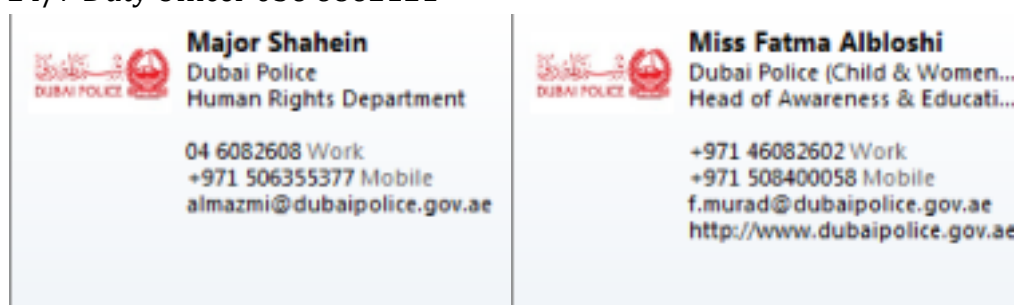 Major Shahein
Dubai Police
Human Rights Department
04 6082608 Work
+971 506355377 Mobile
almazmi@dubaipolice.gov.ae
DUBAI POLICE
Miss Fatma Albloshi
Dubai Police (Child & Women...
Head of Awareness & Educati...
+971 46082602 Work
+971 508400058 Mobile
f.murad@dubaipolice.gov.ae
http://www.dubaipolice.gov.ae
DUBAI POLICE